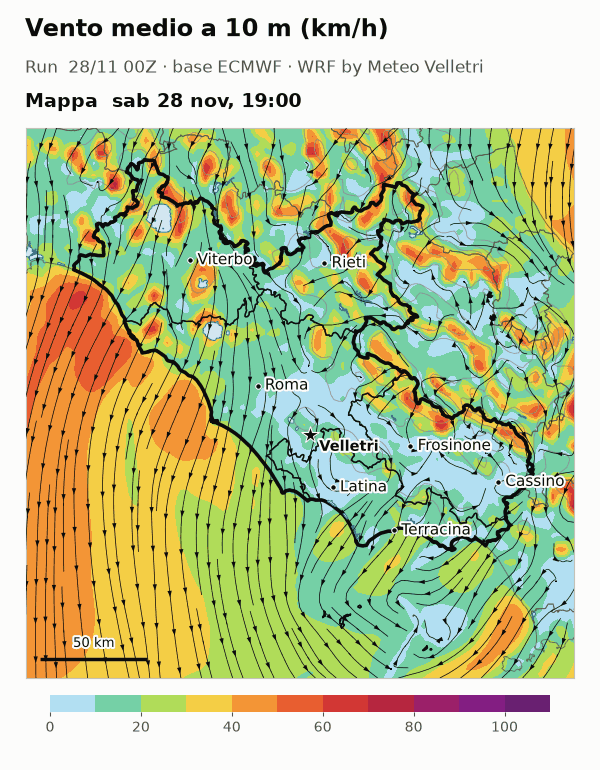 Vento medio a 10 m (km/h)
Run  28/11 00Z · base ECMWF · WRF by Meteo Velletri
Mappa  sab 28 nov, 19:00
Viterbo
Rieti
Roma
Velletri
Frosinone
Cassino
Latina
Terracina
50 km
0 20 40 60 80 100